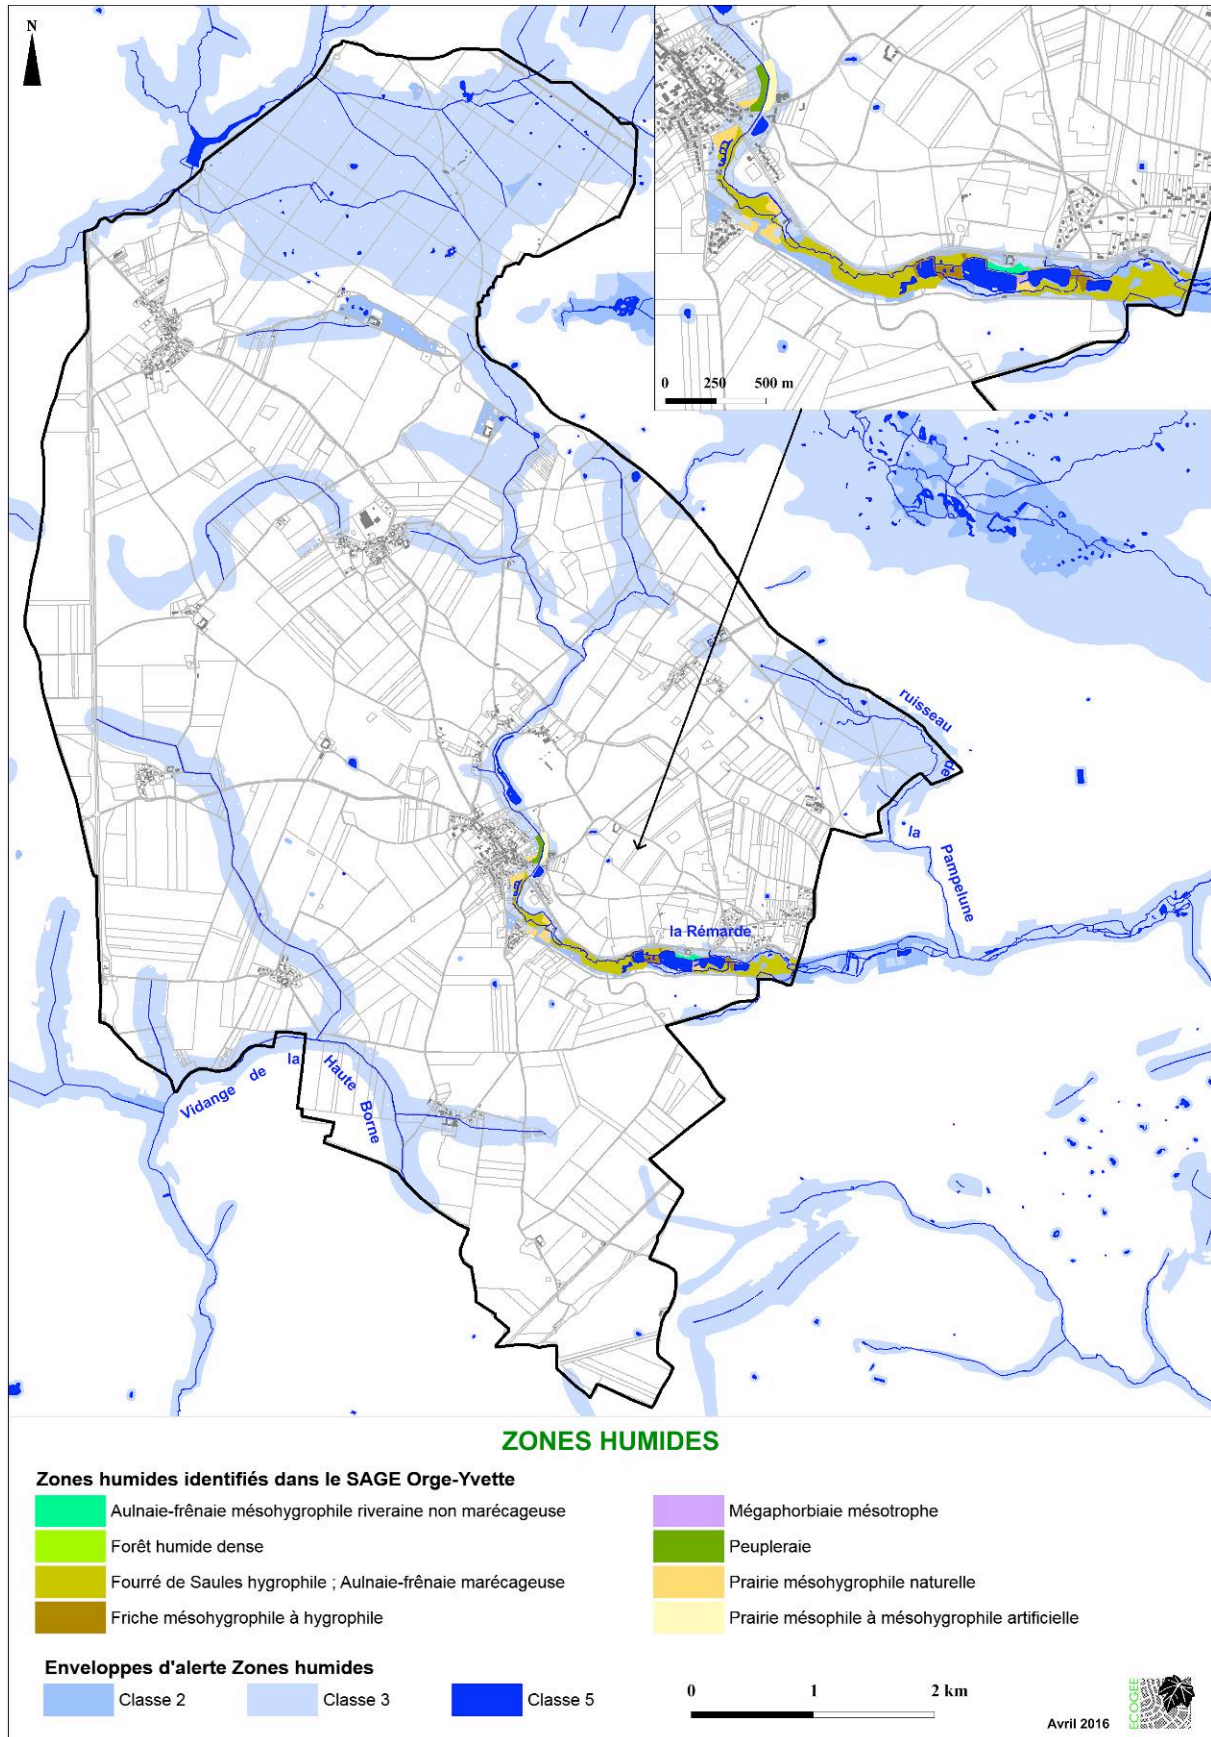 N
0 250 500 m
ruisseau
de
la
Pampelune
la Rémarde
Vidange de la
Haute
Borne
ZONES HUMIDES
Zones humides identifiés dans le SAGE Orge-Yvette
Aulnaie-frênaie mésohygrophile riveraine non marécageuse
Forêt humide dense
Fourré de Saules hygrophile ; Aulnaie-frênaie marécageuse
Friche mésohygrophile à hygrophile
Mégaphorbiaie mésotrophe
Peupleraie
Prairie mésohygrophile naturelle
Prairie mésophile à mésohygrophile artificielle
Enveloppes d'alerte Zones humides
Classe 2
Classe 3
Classe 5
0 1 2 km
Avril 2016
ECOGEE